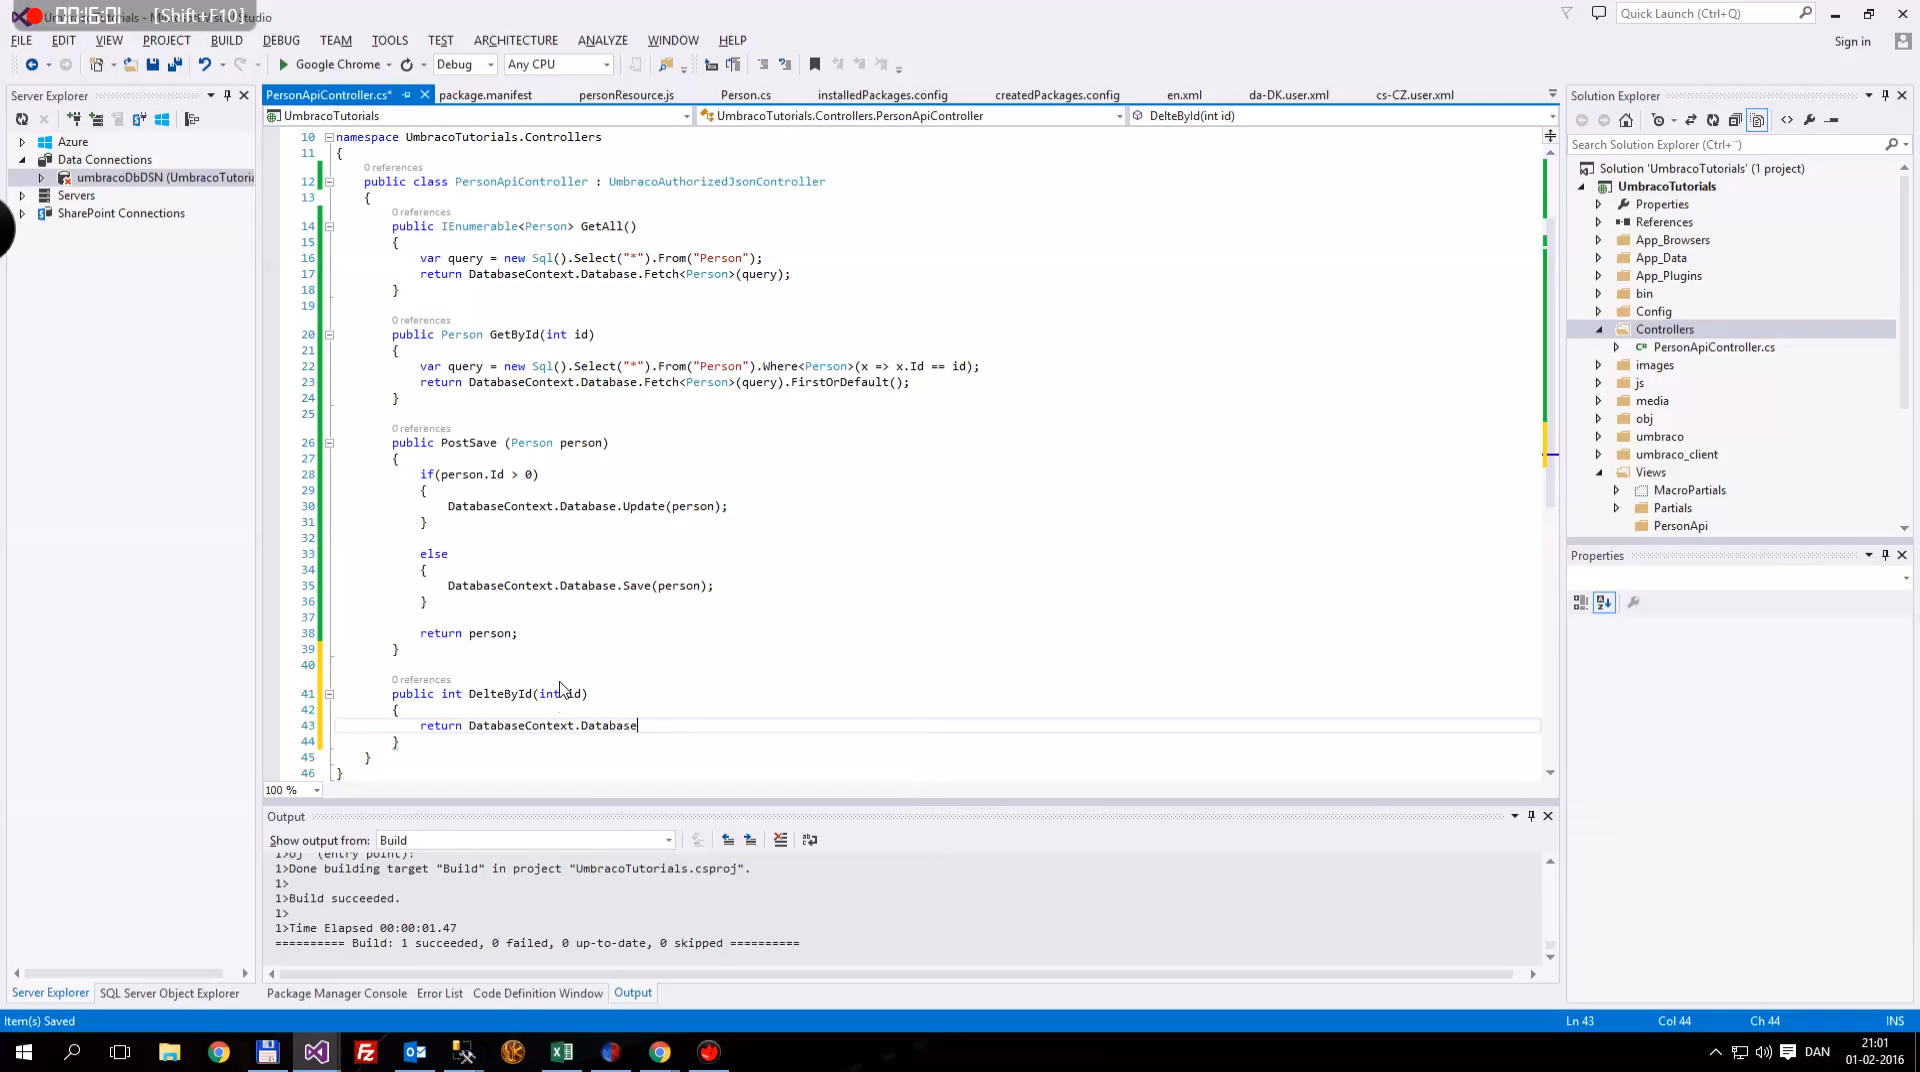 UmbracoTutorials - Microsoft Visual Studio
00:15:01 [Shift+F10]
Quick Launch (Ctrl+Q)
FILE EDIT VIEW PROJECT BUILD DEBUG TEAM TOOLS TEST ARCHITECTURE ANALYZE WINDOW HELP
Sign in
Google Chrome Debug Any CPU
Server Explorer
Azure
Data Connections
umbracoDbDSN (UmbracoTutoria
Servers
SharePoint Connections
PersonApiController.cs* package.manifest personResource.js Person.cs installedPackages.config createdPackages.config en.xml da-DK.user.xml cs-CZ.user.xml
UmbracoTutorials UmbracoTutorials.Controllers.PersonApiController DelteById(int id)
10 namespace UmbracoTutorials.Controllers
11 {
0 references
12 public class PersonApiController : UmbracoAuthorizedJsonController
13 {
0 references
14 public IEnumerable<Person> GetAll()
15 {
16 var query = new Sql().Select("*").From("Person");
17 return DatabaseContext.Database.Fetch<Person>(query);
18 }
19
0 references
20 public Person GetById(int id)
21 {
22 var query = new Sql().Select("*").From("Person").Where<Person>(x => x.Id == id);
23 return DatabaseContext.Database.Fetch<Person>(query).FirstOrDefault();
24 }
25
0 references
26 public PostSave (Person person)
27 {
28 if(person.Id > 0)
29 {
30 DatabaseContext.Database.Update(person);
31 }
32
33 else
34 {
35 DatabaseContext.Database.Save(person);
36 }
37
38 return person;
39 }
40
0 references
41 public int DelteById(int id)
42 {
43 return DatabaseContext.Database
44 }
45 }
46 }
100 %
Output
Show output from: Build
1>Done building target "Build" in project "UmbracoTutorials.csproj".
1>
1>Build succeeded.
1>
1>Time Elapsed 00:00:01.47
========== Build: 1 succeeded, 0 failed, 0 up-to-date, 0 skipped ==========
Server Explorer SQL Server Object Explorer
Package Manager Console Error List Code Definition Window Output
Solution Explorer
Search Solution Explorer (Ctrl+¨)
Solution 'UmbracoTutorials' (1 project)
UmbracoTutorials
Properties
References
App_Browsers
App_Data
App_Plugins
bin
Config
Controllers
C# PersonApiController.cs
images
js
media
obj
umbraco
umbraco_client
Views
MacroPartials
Partials
PersonApi
Properties
Item(s) Saved
Ln 43 Col 44 Ch 44 INS
DAN
21:01
01-02-2016